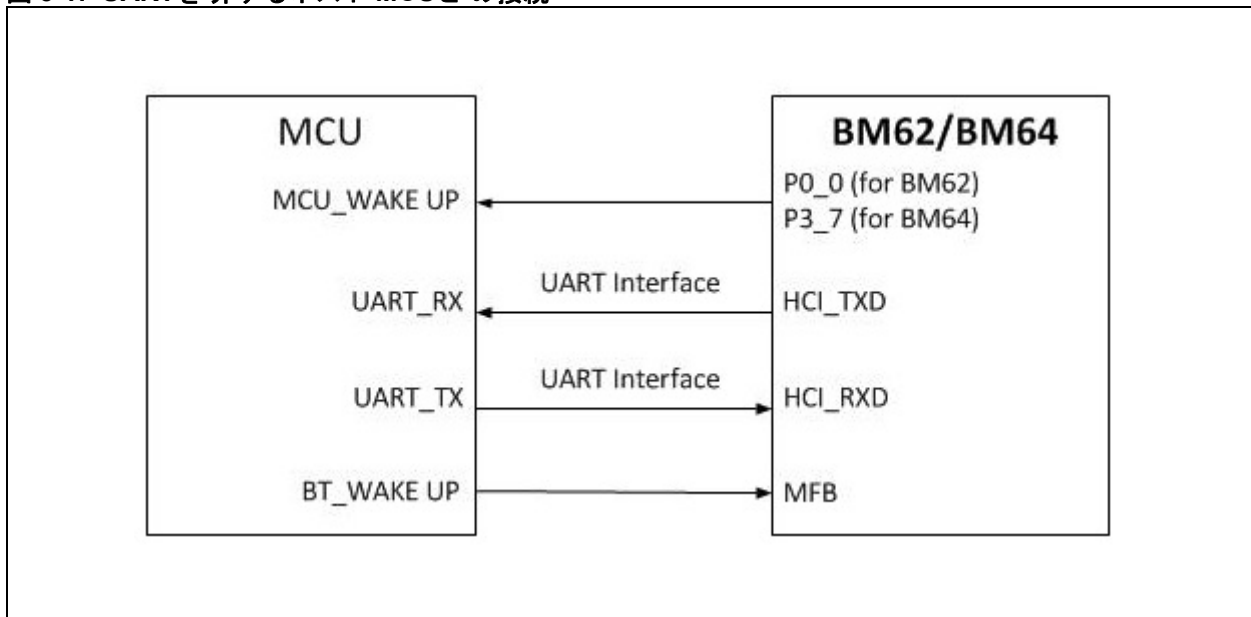 MCU
BM62/BM64
MCU_WAKE UP
P0_0 (for BM62)
P3_7 (for BM64)
UART_RX
UART Interface
HCI_TXD
UART_TX
UART Interface
HCI_RXD
BT_WAKE UP
MFB